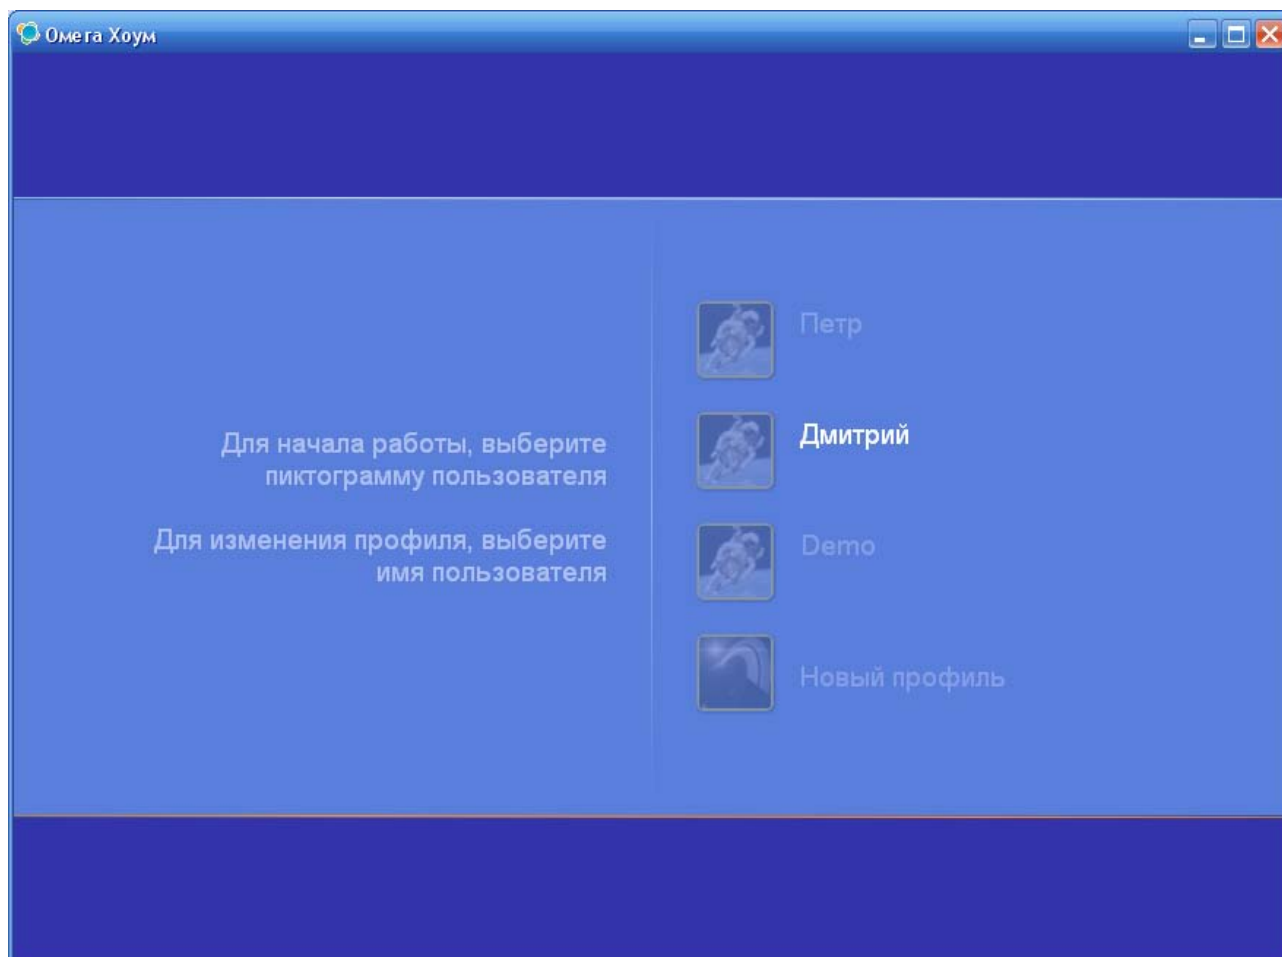 Омега Хоум
Для начала работы, выберите
пиктограмму пользователя
Для изменения профиля, выберите
имя пользователя
Петр
Дмитрий
Demo
Новый профиль